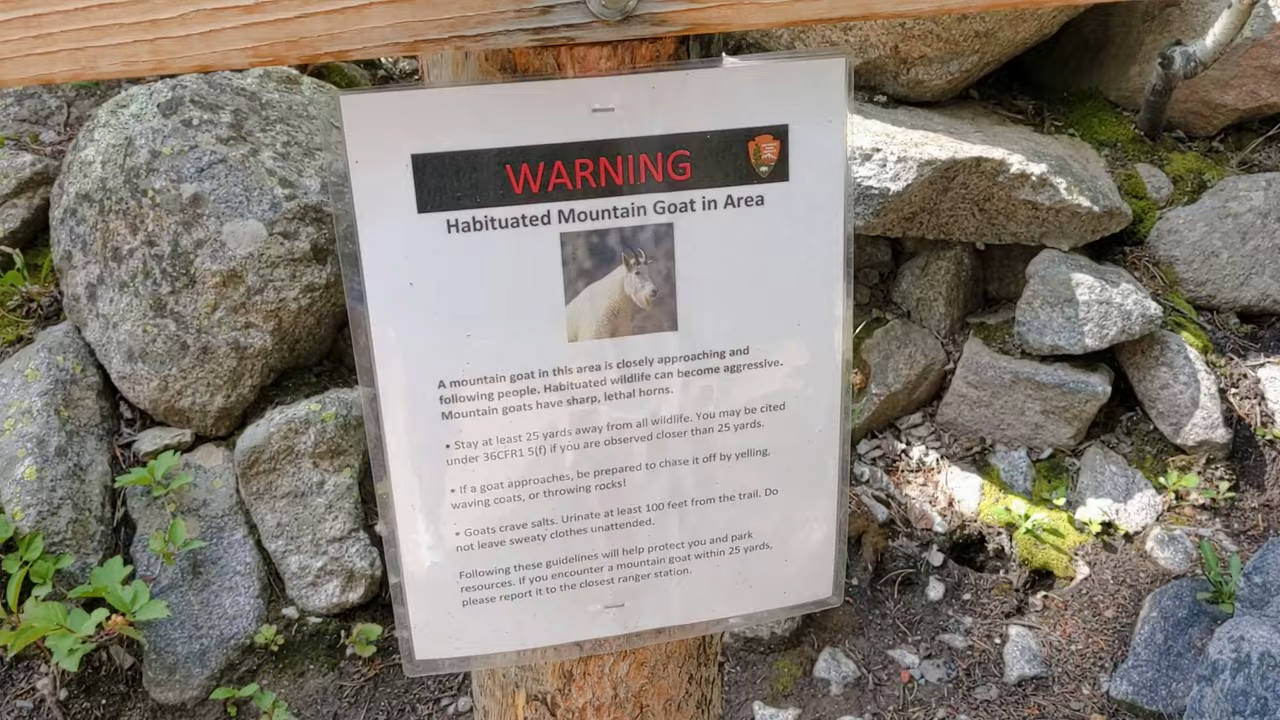 WARNING
Habituated Mountain Goat in Area
A mountain goat in this area is closely approaching and
following people. Habituated wildlife can become aggressive.
Mountain goats have sharp, lethal horns.
• Stay at least 25 yards away from all wildlife. You may be cited
under 36CFR1 5(f) if you are observed closer than 25 yards.
• If a goat approaches, be prepared to chase it off by yelling,
waving coats, or throwing rocks!
• Goats crave salts. Urinate at least 100 feet from the trail. Do
not leave sweaty clothes unattended.
Following these guidelines will help protect you and park
resources. If you encounter a mountain goat within 25 yards,
please report it to the closest ranger station.